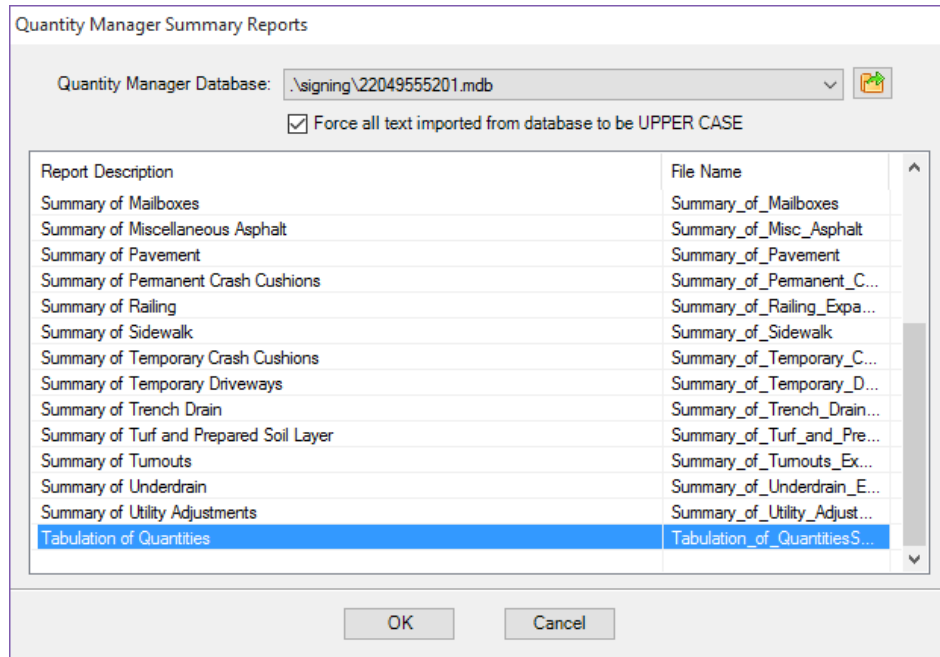 Quantity Manager Summary Reports
Quantity Manager Database: .\signing\22049555201.mdb
Force all text imported from database to be UPPER CASE
Report Description File Name
Summary of Mailboxes Summary_of_Mailboxes
Summary of Miscellaneous Asphalt Summary_of_Misc_Asphalt
Summary of Pavement Summary_of_Pavement
Summary of Permanent Crash Cushions Summary_of_Permanent_C...
Summary of Railing Summary_of_Railing_Expa...
Summary of Sidewalk Summary_of_Sidewalk
Summary of Temporary Crash Cushions Summary_of_Temporary_C...
Summary of Temporary Driveways Summary_of_Temporary_D...
Summary of Trench Drain Summary_of_Trench_Drain...
Summary of Turf and Prepared Soil Layer Summary_of_Turf_and_Pre...
Summary of Turnouts Summary_of_Turnouts_Ex...
Summary of Underdrain Summary_of_Underdrain_E...
Summary of Utility Adjustments Summary_of_Utility_Adjust...
Tabulation of Quantities Tabulation_of_QuantitiesS...
OK Cancel